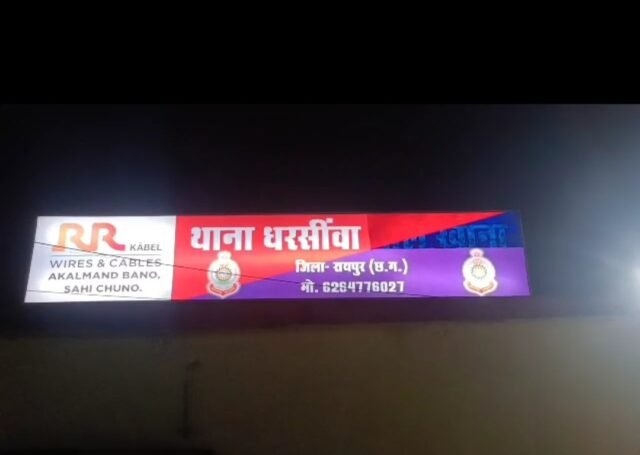 RR KABEL
WIRES & CABLES
AKALMAND BANO,
SAHI CHUNO.
थाना धरसींवा
जिला- रायपुर (छ.ग.)
मो. 6264776027